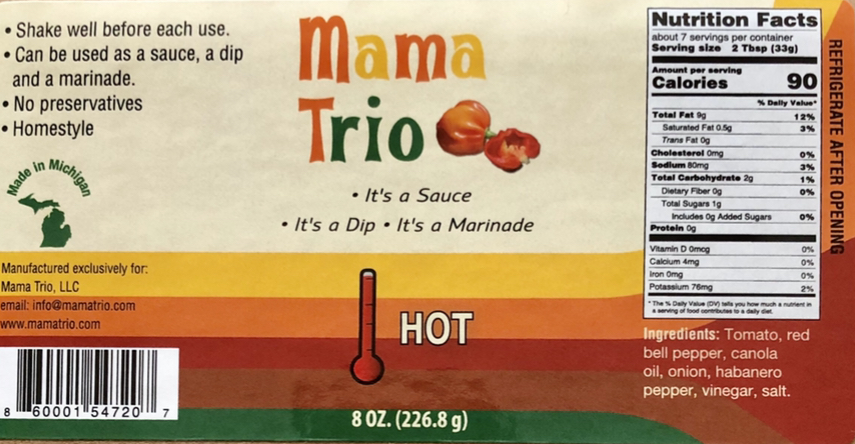 • Shake well before each use.
• Can be used as a sauce, a dip
and a marinade.
• No preservatives
• Homestyle
Made in Michigan
Manufactured exclusively for:
Mama Trio, LLC
email: info@mamatrio.com
www.mamatrio.com
8 60001 54720 7
Mama
Trio
• It's a Sauce
• It's a Dip • It's a Marinade
HOT
8 OZ. (226.8 g)
Nutrition Facts
about 7 servings per container
Serving size 2 Tbsp (33g)
Amount per serving
Calories 90
% Daily Value*
Total Fat 9g 12%
Saturated Fat 0.5g 3%
Trans Fat 0g
Cholesterol 0mg 0%
Sodium 80mg 3%
Total Carbohydrate 2g 1%
Dietary Fiber 0g 0%
Total Sugars 1g
Includes 0g Added Sugars 0%
Protein 0g
Vitamin D 0mcg 0%
Calcium 4mg 0%
Iron 0mg 0%
Potassium 76mg 2%
* The % Daily Value (DV) tells you how much a nutrient in
a serving of food contributes to a daily diet.
REFRIGERATE AFTER OPENING
Ingredients: Tomato, red
bell pepper, canola
oil, onion, habanero
pepper, vinegar, salt.